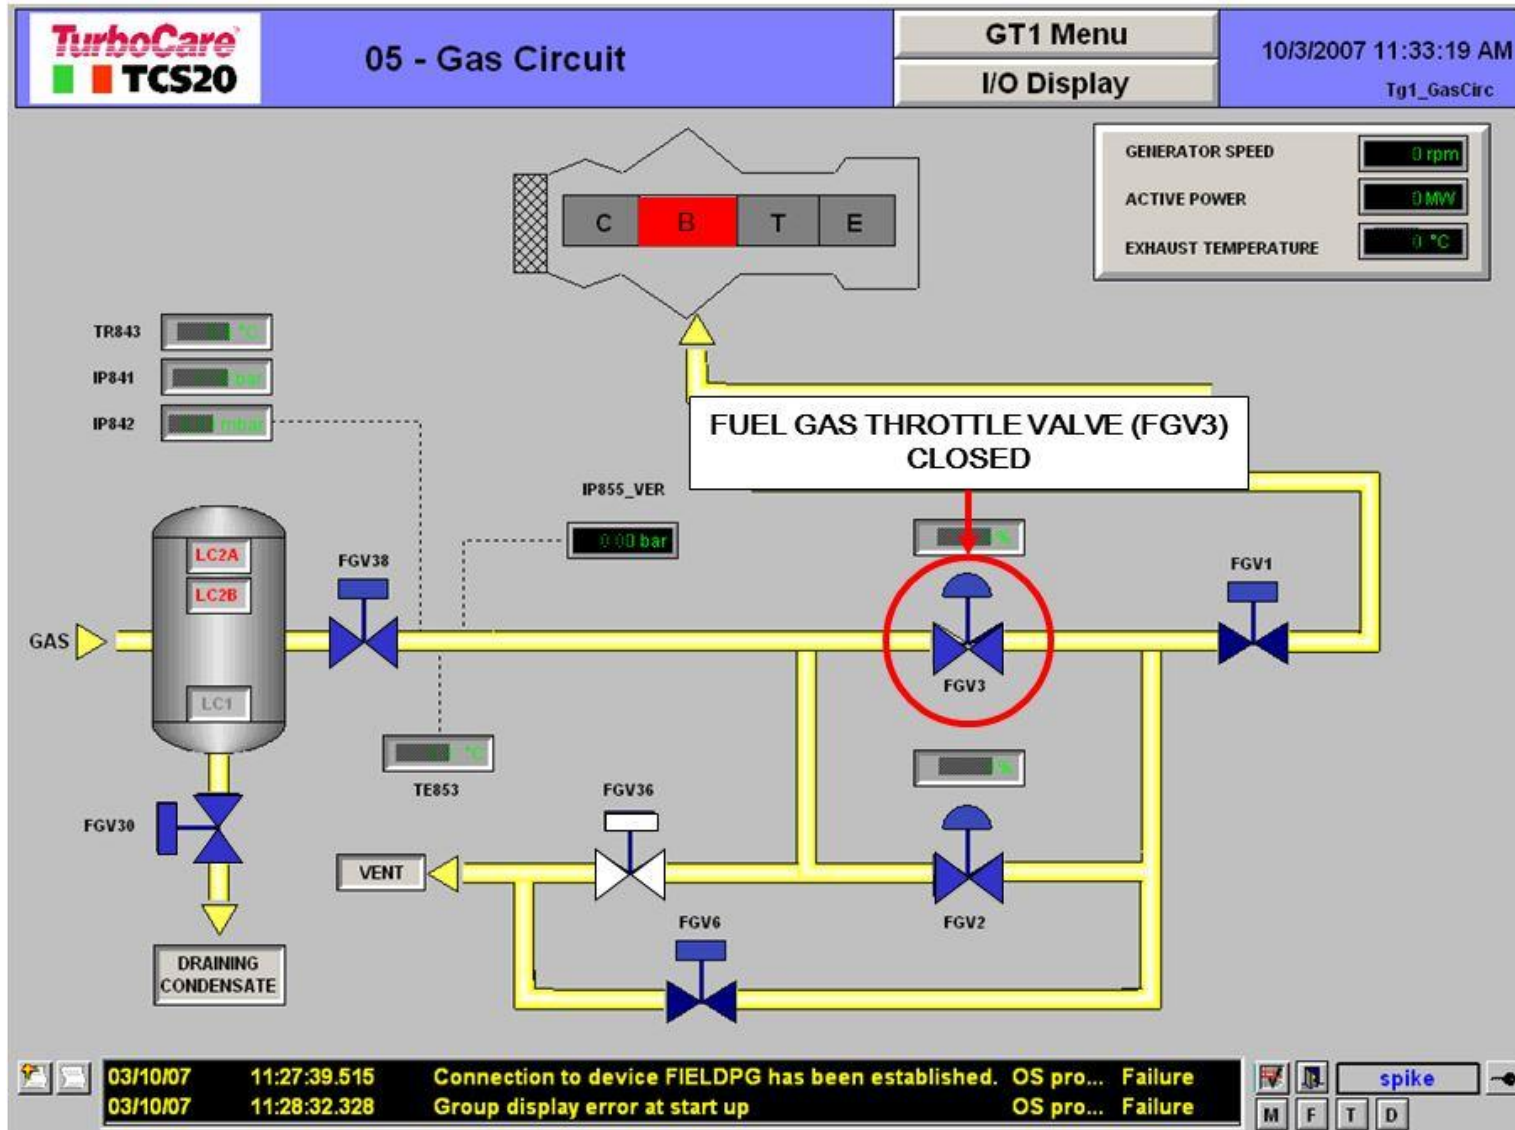 TurboCare
TCS20
05 - Gas Circuit
GT1 Menu
I/O Display
10/3/2007 11:33:19 AM
Tg1_GasCirc
GENERATOR SPEED
0 rpm
ACTIVE POWER
0 MW
EXHAUST TEMPERATURE
0 °C
C B T E
TR843
°C
IP841
bar
IP842
mbar
FUEL GAS THROTTLE VALVE (FGV3)
CLOSED
IP855_VER
0.00 bar
%
LC2A
LC2B
FGV38
FGV1
GAS
FGV3
LC1
°C
TE853
%
FGV36
FGV30
VENT
FGV6
FGV2
DRAINING
CONDENSATE
03/10/07 11:27:39.515 Connection to device FIELDPG has been established. OS pro... Failure
03/10/07 11:28:32.328 Group display error at start up OS pro... Failure
spike
M F T D